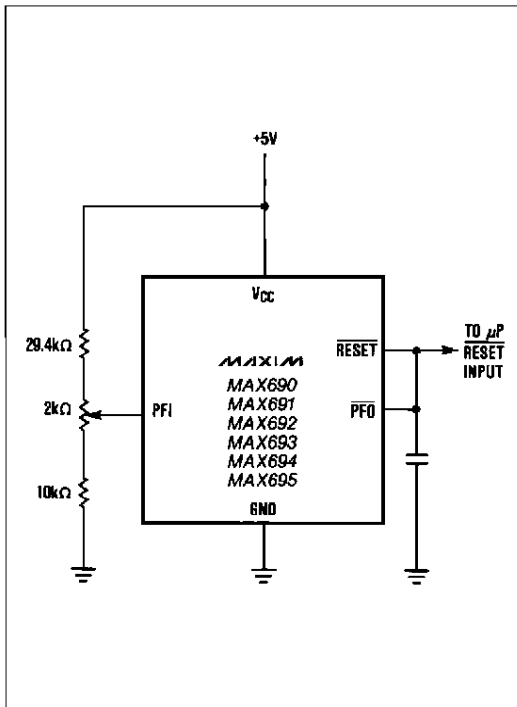 +5V
VCC
29.4kΩ
2kΩ
10kΩ
PFI
MAXIM
MAX690
MAX691
MAX692
MAX693
MAX694
MAX695
GND
RESET
PFO
TO μP
RESET
INPUT